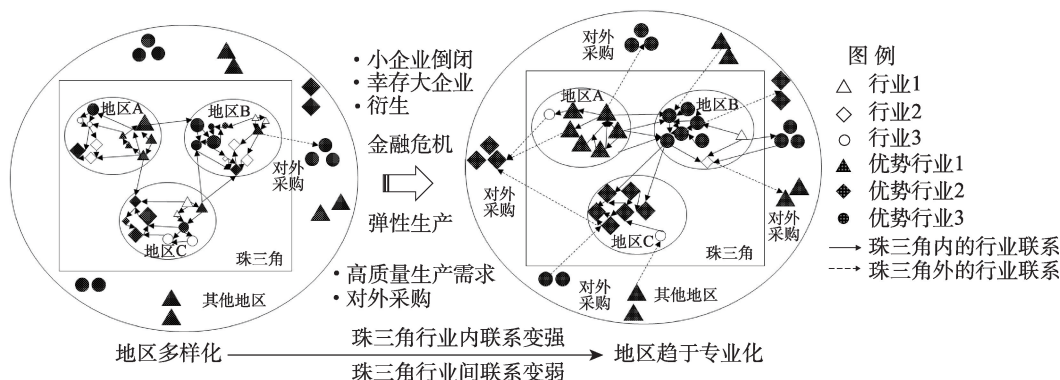 地区A
地区B
地区C
珠三角
对外
采购
其他地区
地区多样化
· 小企业倒闭
· 幸存大企业
· 衍生
金融危机
弹性生产
· 高质量生产需求
· 对外采购
珠三角行业内联系变强
珠三角行业间联系变弱
对外
采购
地区A
地区B
地区C
珠三角
对外
采购
对外
采购
对外
采购
对外
采购
其他地区
地区趋于专业化
图 例
行业1
行业2
行业3
优势行业1
优势行业2
优势行业3
珠三角内的行业联系
珠三角外的行业联系